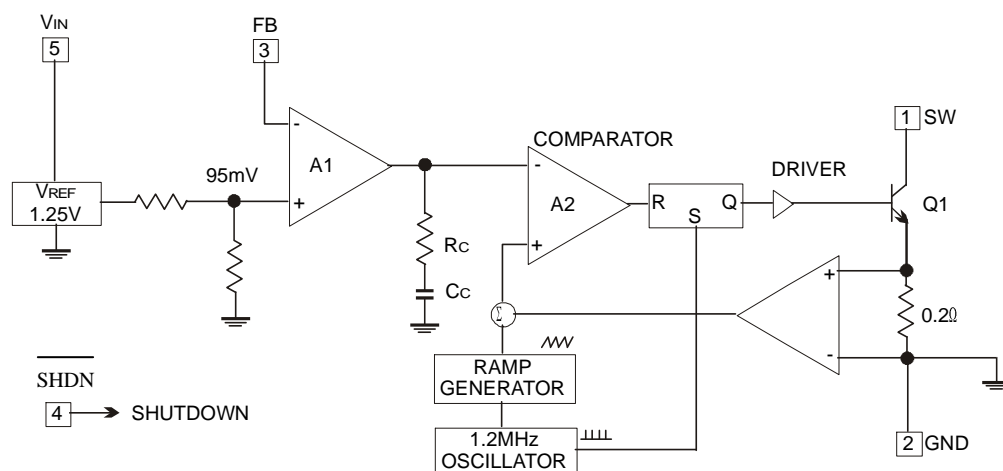 VIN
5
FB
3
1
SW
COMPARATOR
DRIVER
95mV
-
+
A1
-
+
A2
R
S
Q
Q1
VREF
1.25V
RC
CC
+
-
0.2Ω
Σ
RAMP
GENERATOR
SHDN
4
SHUTDOWN
1.2MHz
OSCILLATOR
2
GND